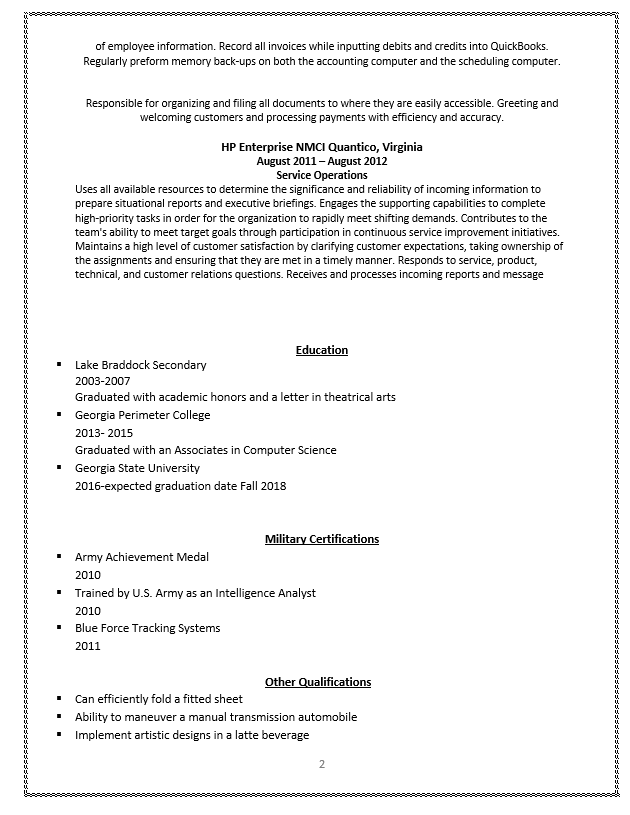 of employee information. Record all invoices while inputting debits and credits into QuickBooks.
Regularly preform memory back-ups on both the accounting computer and the scheduling computer.
Responsible for organizing and filing all documents to where they are easily accessible. Greeting and
welcoming customers and processing payments with efficiency and accuracy.
HP Enterprise NMCI Quantico, Virginia
August 2011 – August 2012
Service Operations
Uses all available resources to determine the significance and reliability of incoming information to
prepare situational reports and executive briefings. Engages the supporting capabilities to complete
high-priority tasks in order for the organization to rapidly meet shifting demands. Contributes to the
team's ability to meet target goals through participation in continuous service improvement initiatives.
Maintains a high level of customer satisfaction by clarifying customer expectations, taking ownership of
the assignments and ensuring that they are met in a timely manner. Responds to service, product,
technical, and customer relations questions. Receives and processes incoming reports and message
Education
▪ Lake Braddock Secondary
2003-2007
Graduated with academic honors and a letter in theatrical arts
▪ Georgia Perimeter College
2013- 2015
Graduated with an Associates in Computer Science
▪ Georgia State University
2016-expected graduation date Fall 2018
Military Certifications
▪ Army Achievement Medal
2010
▪ Trained by U.S. Army as an Intelligence Analyst
2010
▪ Blue Force Tracking Systems
2011
Other Qualifications
▪ Can efficiently fold a fitted sheet
▪ Ability to maneuver a manual transmission automobile
▪ Implement artistic designs in a latte beverage
2